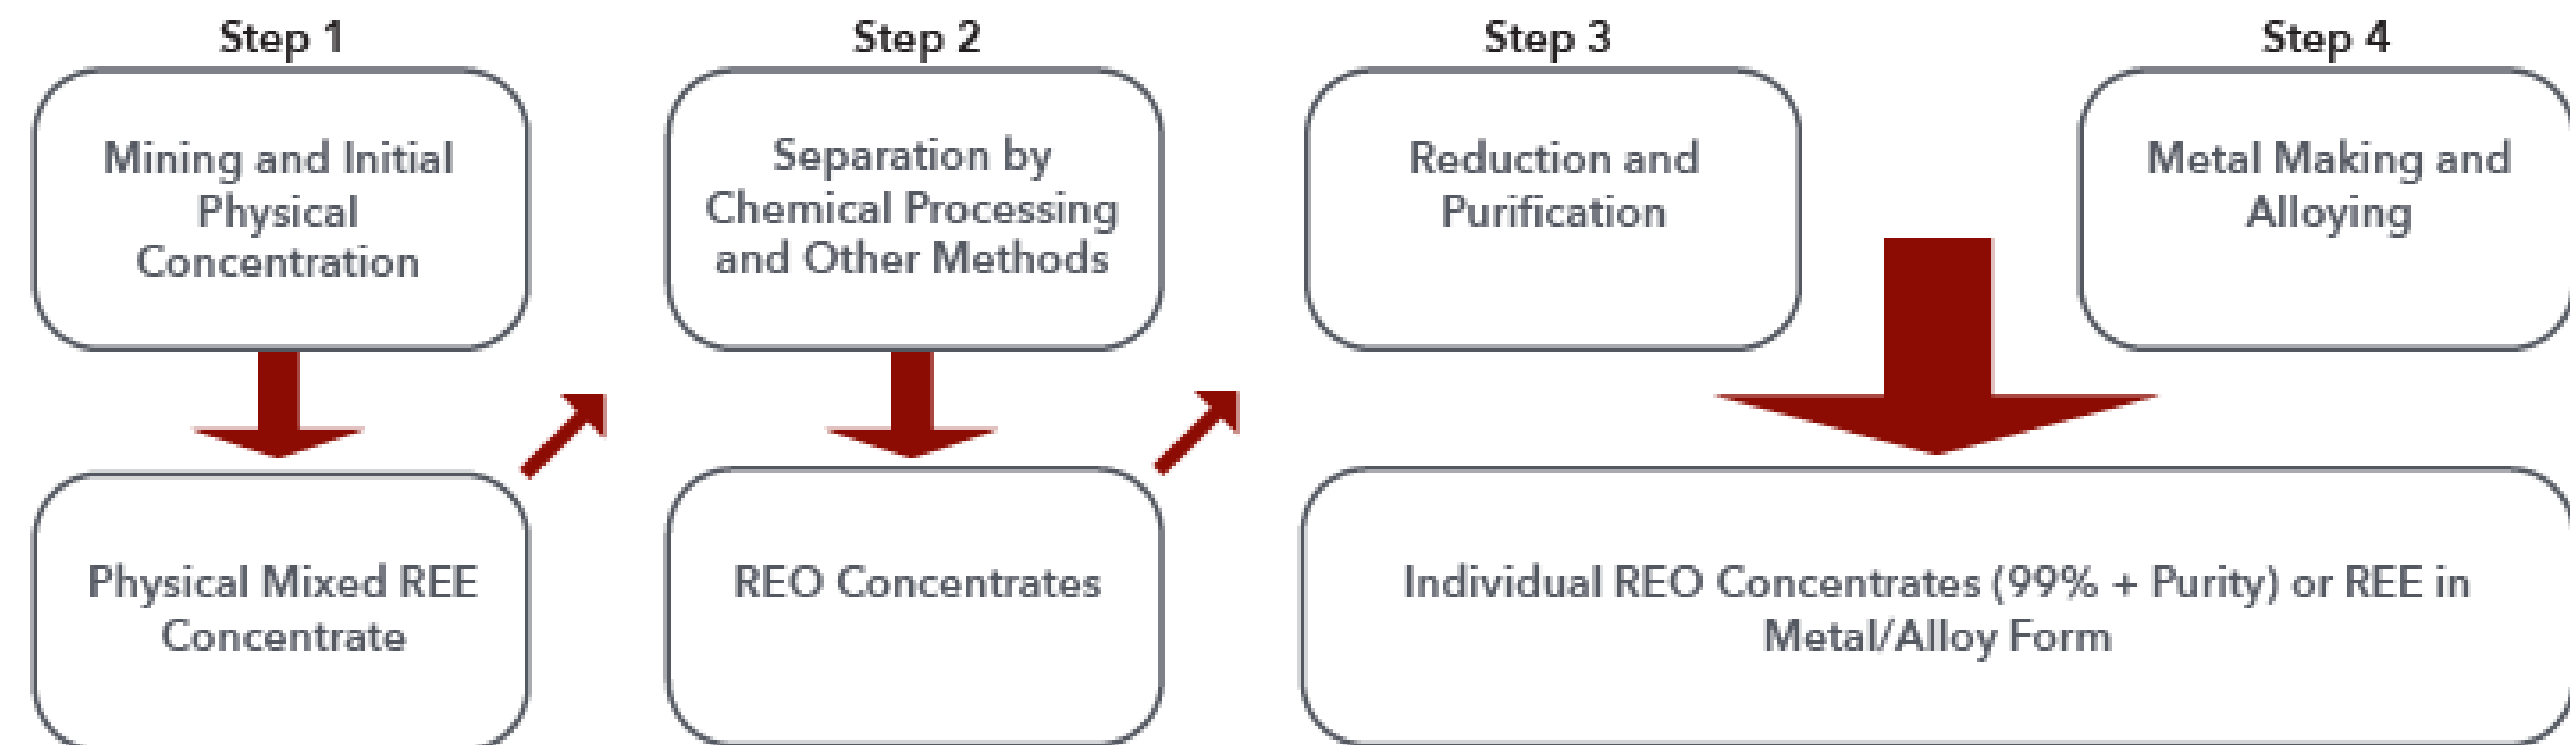 Step 1
Mining and Initial
Physical
Concentration
Physical Mixed REE
Concentrate
Step 2
Separation by
Chemical Processing
and Other Methods
REO Concentrates
Step 3
Reduction and
Purification
Step 4
Metal Making and
Alloying
Individual REO Concentrates (99% + Purity) or REE in
Metal/Alloy Form